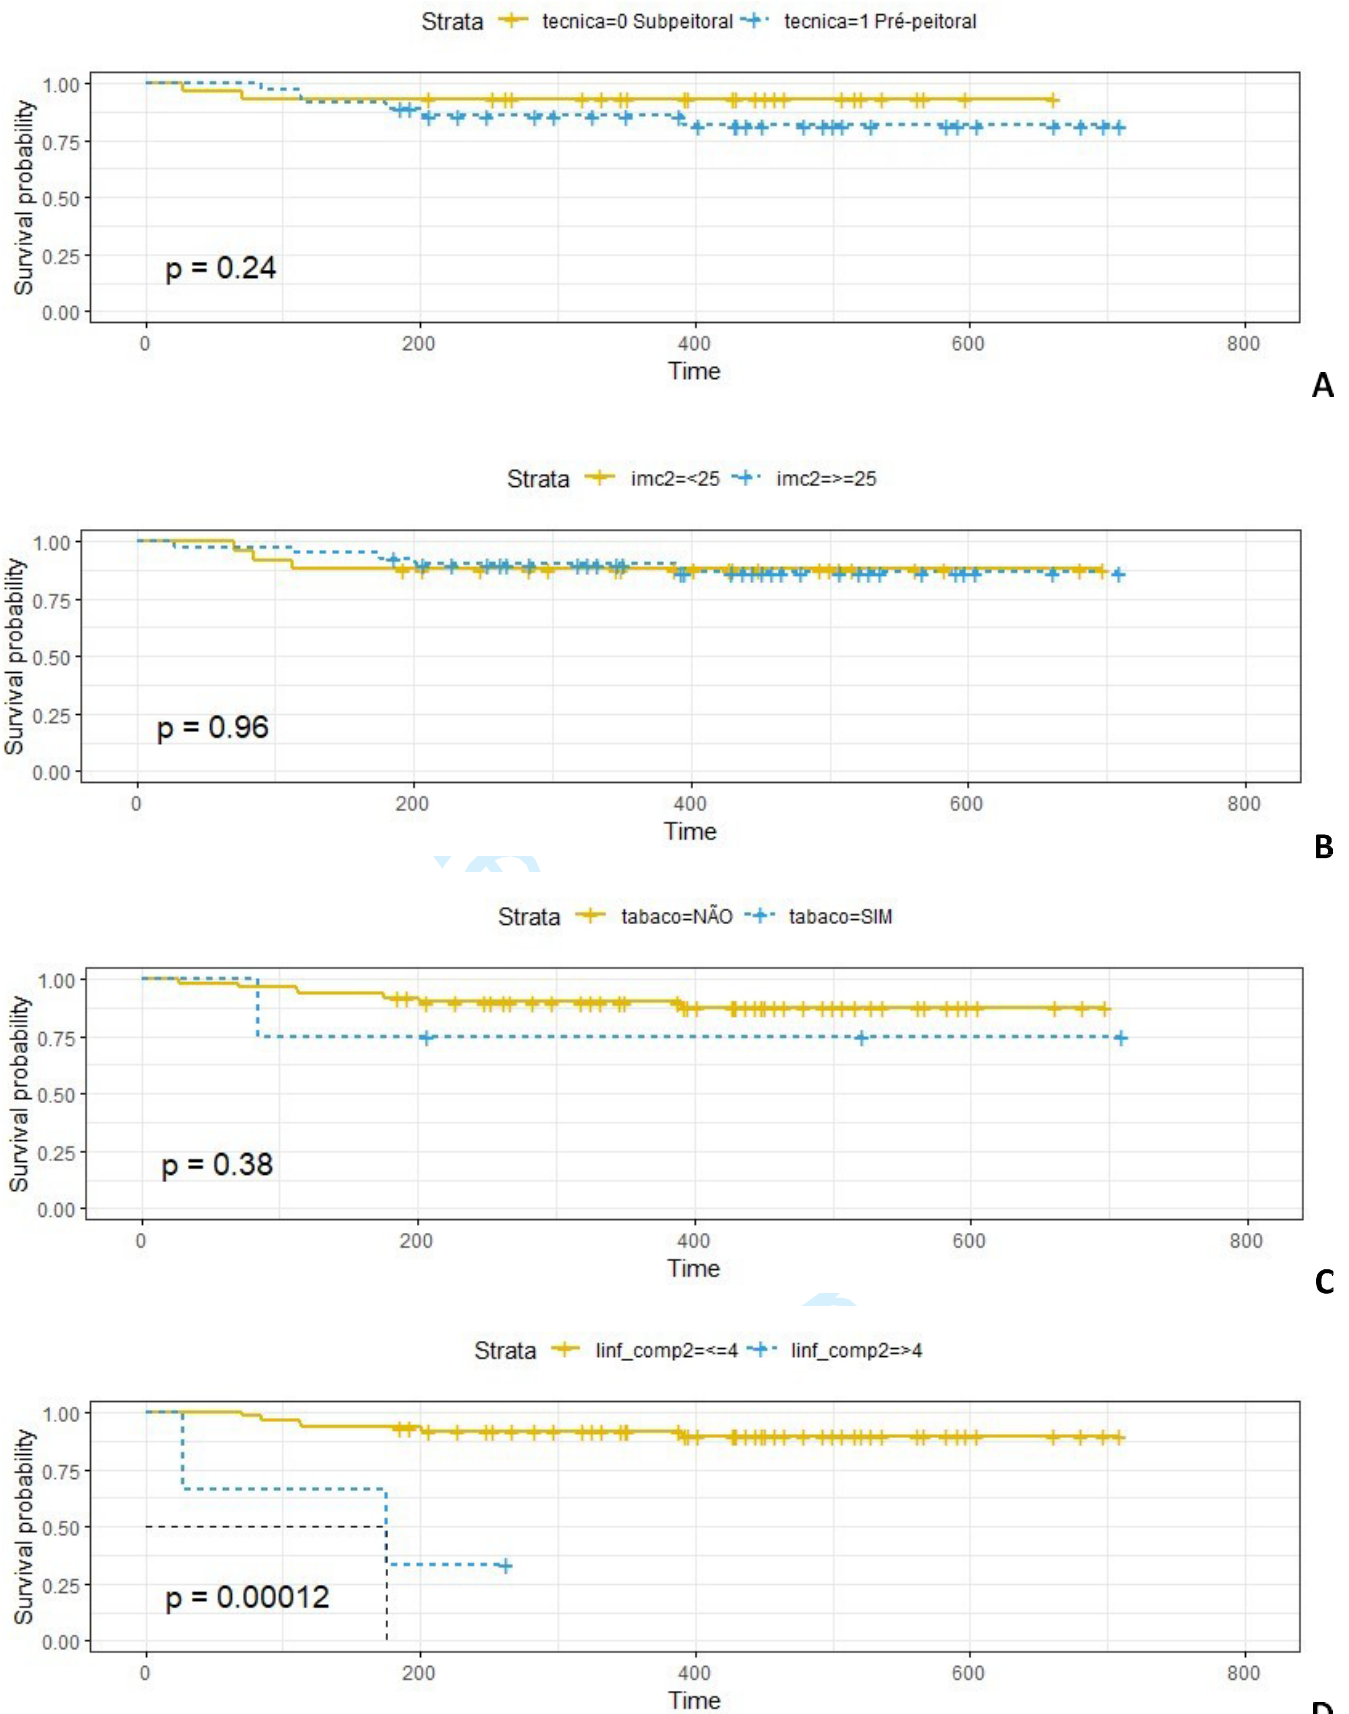 Strata tecnica=0 Subpeitoral tecnica=1 Pré-peitoral
Survival probability
1.00
0.75
0.50
0.25
0.00
p = 0.24
0 200 400 600 800
Time
A
Strata imc2=<25 imc2=>=25
Survival probability
1.00
0.75
0.50
0.25
0.00
p = 0.96
0 200 400 600 800
Time
B
Strata tabaco=NÃO tabaco=SIM
Survival probability
1.00
0.75
0.50
0.25
0.00
p = 0.38
0 200 400 600 800
Time
C
Strata linf_comp2=<=4 linf_comp2=>4
Survival probability
1.00
0.75
0.50
0.25
0.00
p = 0.00012
0 200 400 600 800
Time
D